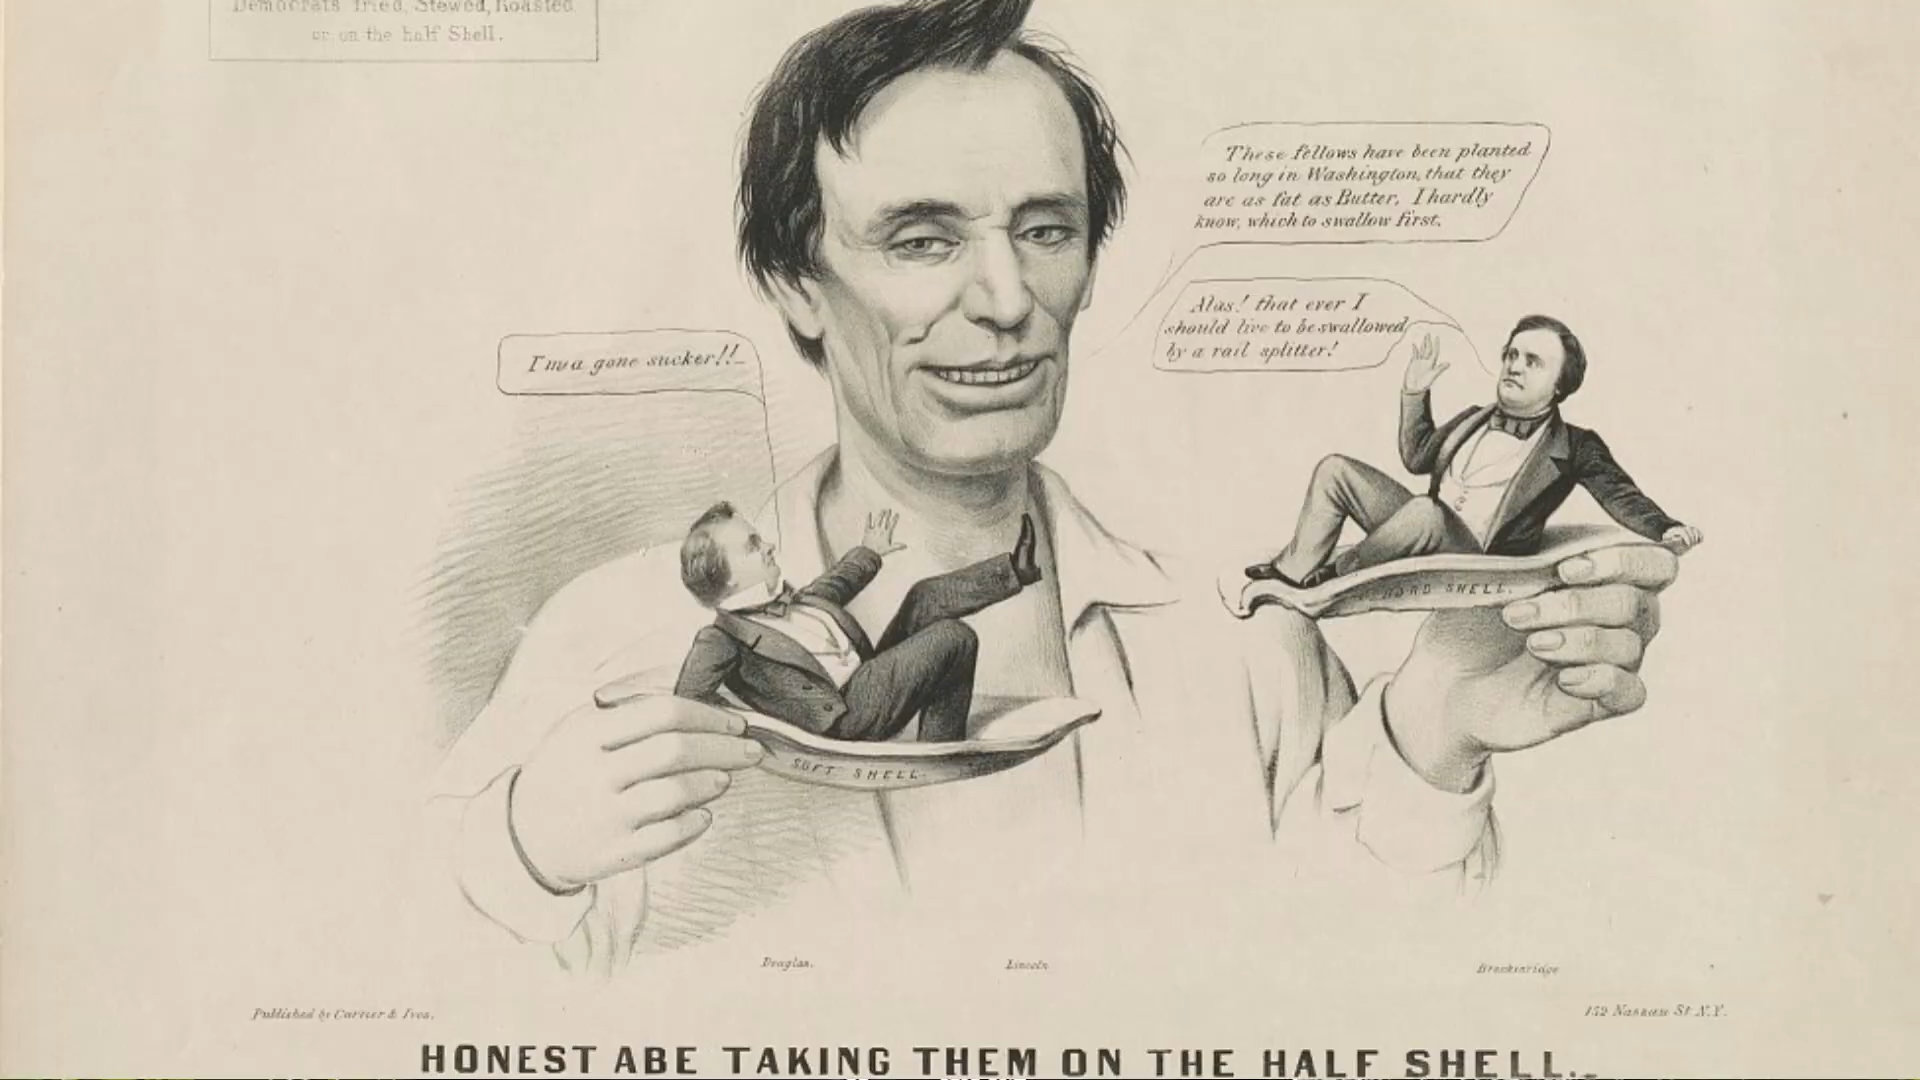 Democrats fried, Stewed, Roasted
or on the half Shell.
These fellows have been planted
so long in Washington, that they
are as fat as Butter, I hardly
know, which to swallow first.
Alas! that ever I
should live to be swallowed
by a rail splitter!
I'm a gone sucker!!
SOFT SHELL.
HARD SHELL.
Douglas.
Lincoln
Breckinridge
Published by Currier & Ives.
152 Nassau St. N.Y.
HONEST ABE TAKING THEM ON THE HALF SHELL.